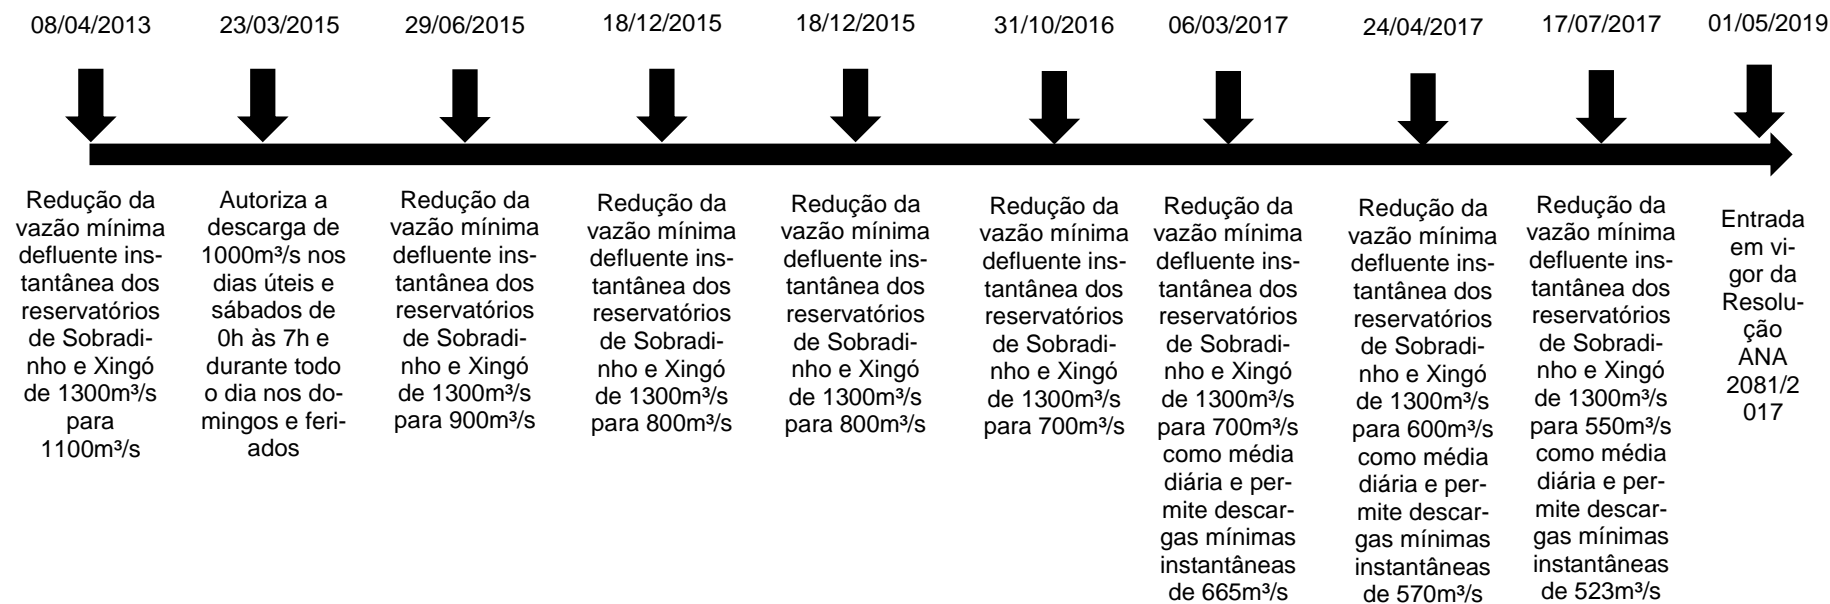 08/04/2013
23/03/2015
29/06/2015
18/12/2015
18/12/2015
31/10/2016
06/03/2017
24/04/2017
17/07/2017
01/05/2019
Redução da
vazão mínima
defluente ins-
tantânea dos
reservatórios
de Sobradi-
nho e Xingó
de 1300m³/s
para
1100m³/s
Autoriza a
descarga de
1000m³/s nos
dias úteis e
sábados de
0h às 7h e
durante todo
o dia nos do-
mingos e feri-
ados
Redução da
vazão mínima
defluente ins-
tantânea dos
reservatórios
de Sobradi-
nho e Xingó
de 1300m³/s
para 900m³/s
Redução da
vazão mínima
defluente ins-
tantânea dos
reservatórios
de Sobradi-
nho e Xingó
de 1300m³/s
para 800m³/s
Redução da
vazão mínima
defluente ins-
tantânea dos
reservatórios
de Sobradi-
nho e Xingó
de 1300m³/s
para 800m³/s
Redução da
vazão mínima
defluente ins-
tantânea dos
reservatórios
de Sobradi-
nho e Xingó
de 1300m³/s
para 700m³/s
Redução da
vazão mínima
defluente ins-
tantânea dos
reservatórios
de Sobradi-
nho e Xingó
de 1300m³/s
para 700m³/s
como média
diária e per-
mite descar-
gas mínimas
instantâneas
de 665m³/s
Redução da
vazão mínima
defluente ins-
tantânea dos
reservatórios
de Sobradi-
nho e Xingó
de 1300m³/s
para 600m³/s
como média
diária e per-
mite descar-
gas mínimas
instantâneas
de 570m³/s
Redução da
vazão mínima
defluente ins-
tantânea dos
reservatórios
de Sobradi-
nho e Xingó
de 1300m³/s
para 550m³/s
como média
diária e per-
mite descar-
gas mínimas
instantâneas
de 523m³/s
Entrada
em vi-
gor da
Resolu-
ção
ANA
2081/2
017